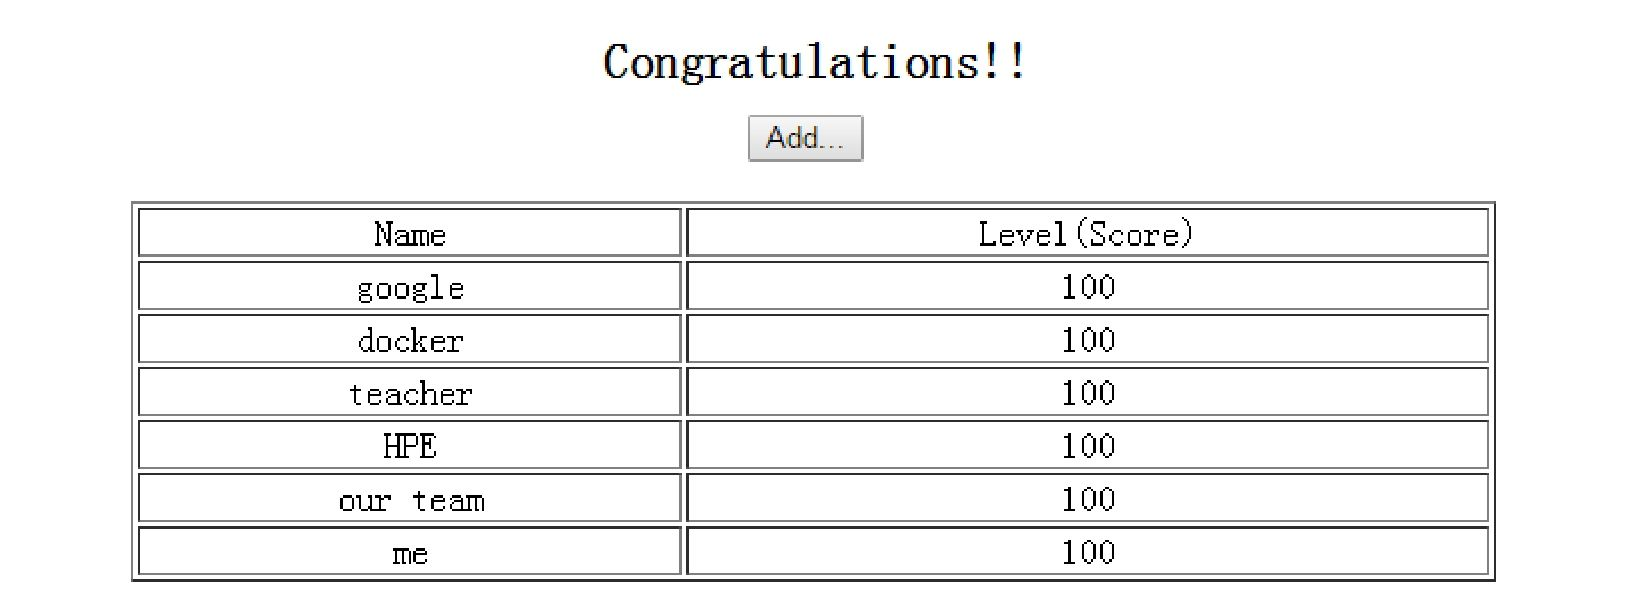 Congratulations!!
Add...
Name Level(Score)
google 100
docker 100
teacher 100
HPE 100
our team 100
me 100